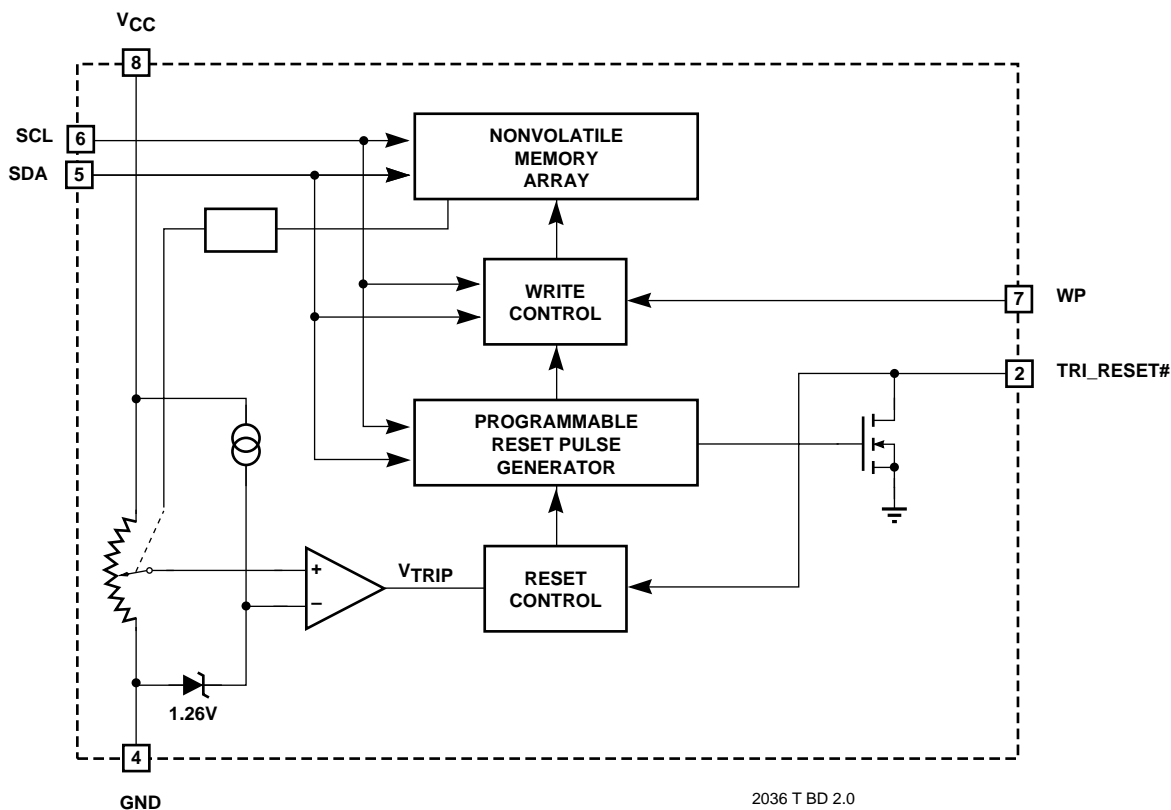 VCC
8
SCL
6
SDA
5
NONVOLATILE
MEMORY
ARRAY
WRITE
CONTROL
7
WP
2
TRI_RESET#
PROGRAMMABLE
RESET PULSE
GENERATOR
+
–
VTRIP
RESET
CONTROL
1.26V
4
GND
2036 T BD 2.0